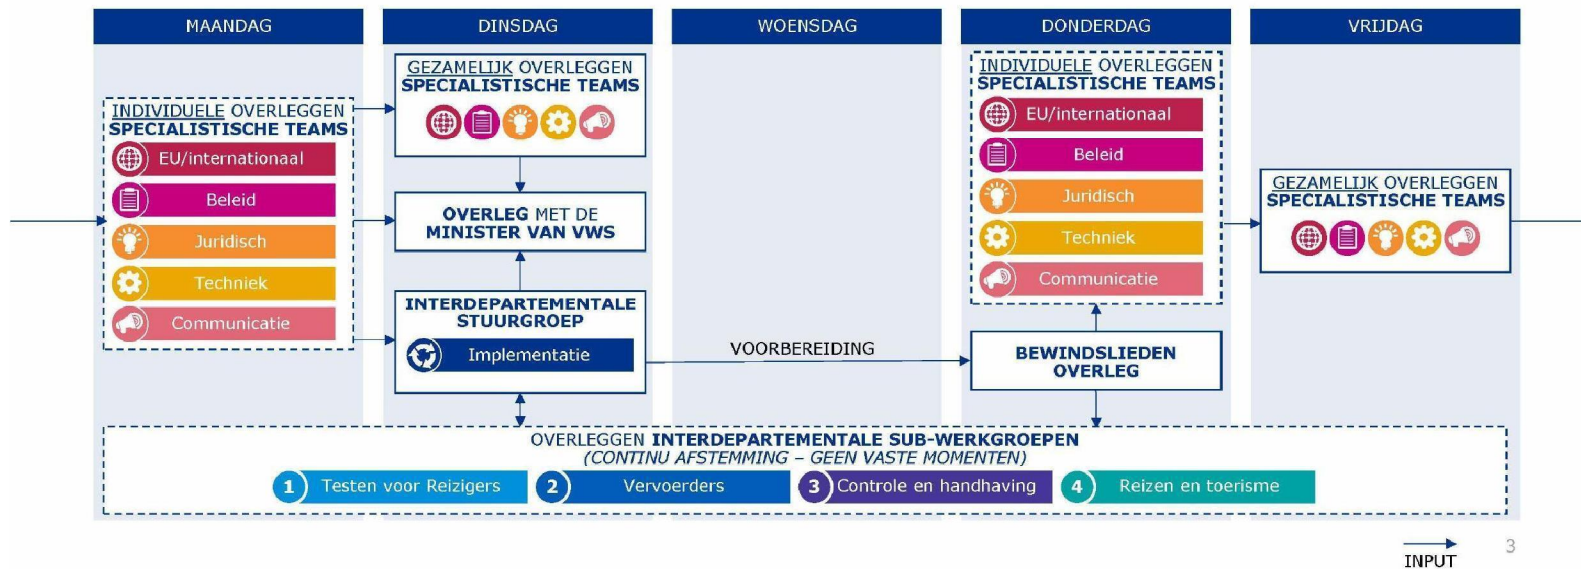 MAANDAG
DINSDAG
WOENSDAG
DONDERDAG
VRIJDAG
INDIVIDUELE OVERLEGGEN
SPECIALISTISCHE TEAMS
EU/internationaal
Beleid
Juridisch
Techniek
Communicatie
GEZAMELIJK OVERLEGGEN
SPECIALISTISCHE TEAMS
OVERLEG MET DE
MINISTER VAN VWS
INTERDEPARTEMENTALE
STUURGROEP
Implementatie
VOORBEREIDING
INDIVIDUELE OVERLEGGEN
SPECIALISTISCHE TEAMS
EU/internationaal
Beleid
Juridisch
Techniek
Communicatie
BEWINDSLIEDEN
OVERLEG
GEZAMELIJK OVERLEGGEN
SPECIALISTISCHE TEAMS
OVERLEGGEN INTERDEPARTEMENTALE SUB-WERKGROEPEN
(CONTINU AFSTEMMING – GEEN VASTE MOMENTEN)
1 Testen voor Reizigers
2 Vervoerders
3 Controle en handhaving
4 Reizen en toerisme
INPUT
3